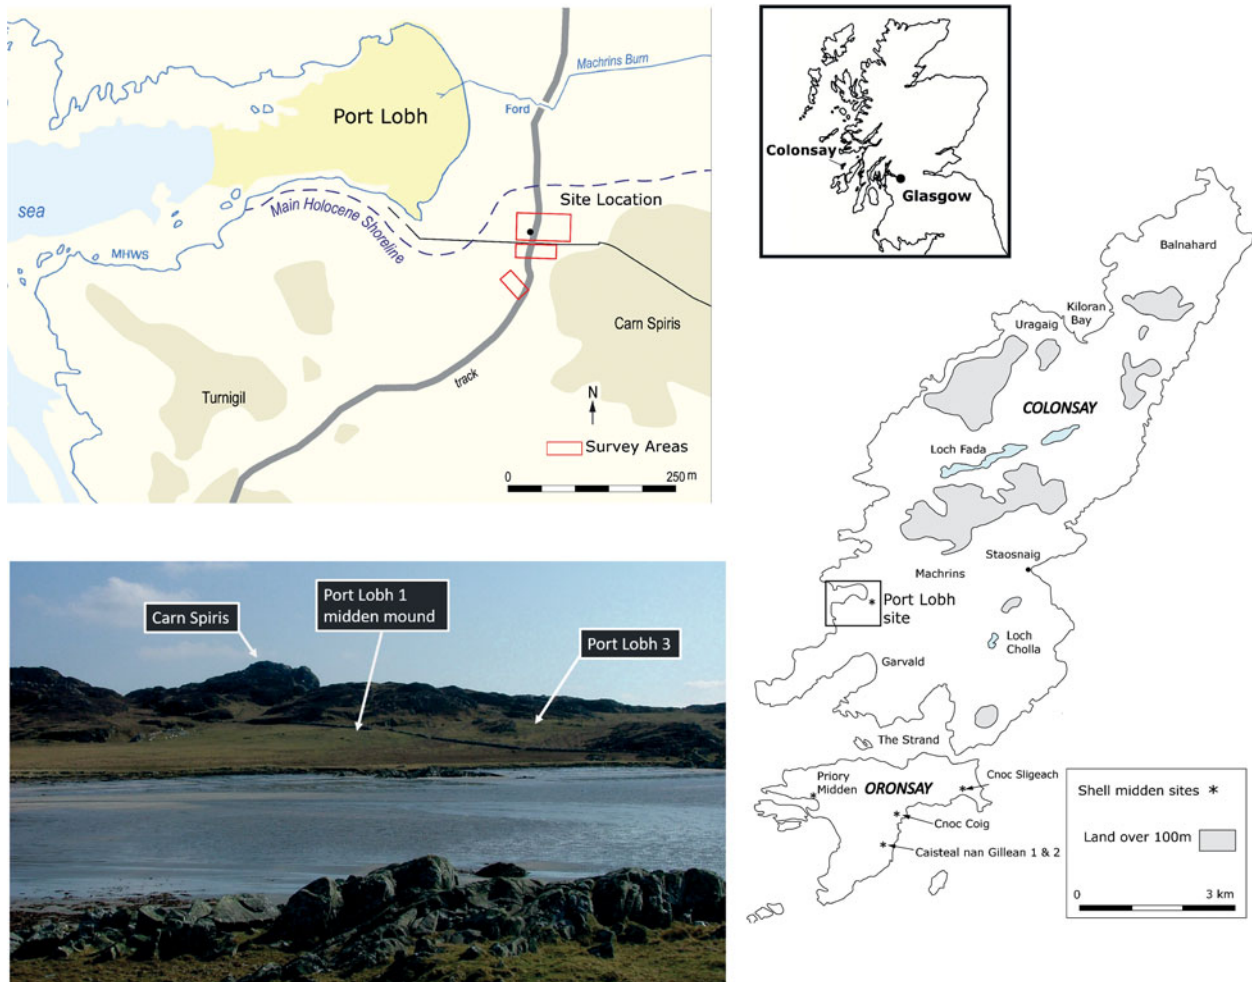 Port Lobh
Machrins Burn
Ford
sea
Main Holocene
Shoreline
Site Location
MHWS
Carn Spiris
Turnigil
track
N
Survey Areas
0
250 m
Carn Spiris
Port Lobh 1
midden mound
Port Lobh 3
Colonsay
Glasgow
Balnahard
Kiloran
Bay
Uragaig
COLONSAY
Loch Fada
Staosnaig
Machrins
Port Lobh
site
Loch
Cholla
Garvald
The Strand
Priory
Midden
ORONSAY
Cnoc Sligeach
Cnoc Coig
Caisteal nan Gillean 1 & 2
Shell midden sites *
Land over 100m
0
3 km